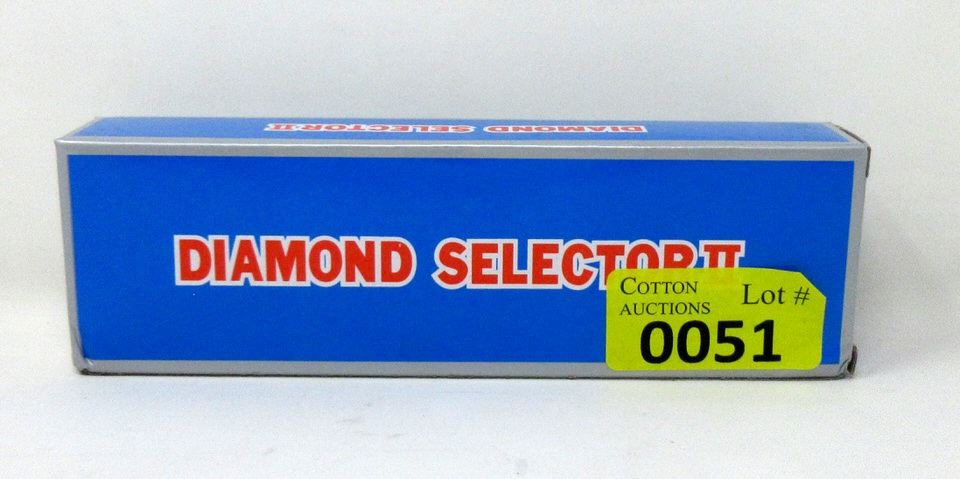 DIAMOND SELECTOR II
DIAMOND SELECTOR II
COTTON
AUCTIONS
Lot #
0051